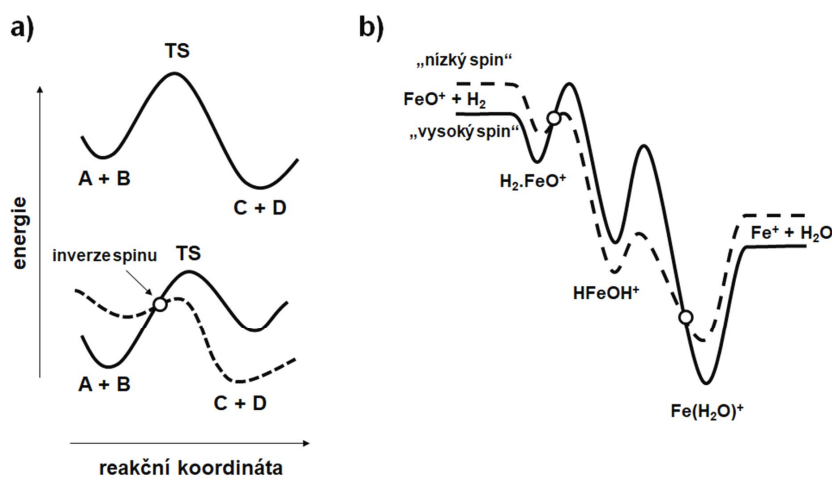 a)
TS
A + B
C + D
energie
inverze spinu
TS
A + B
C + D
reakční koordináta
b)
„nízký spin“
FeO⁺ + H₂
„vysoký spin“
H₂.FeO⁺
HFeOH⁺
Fe⁺ + H₂O
Fe(H₂O)⁺